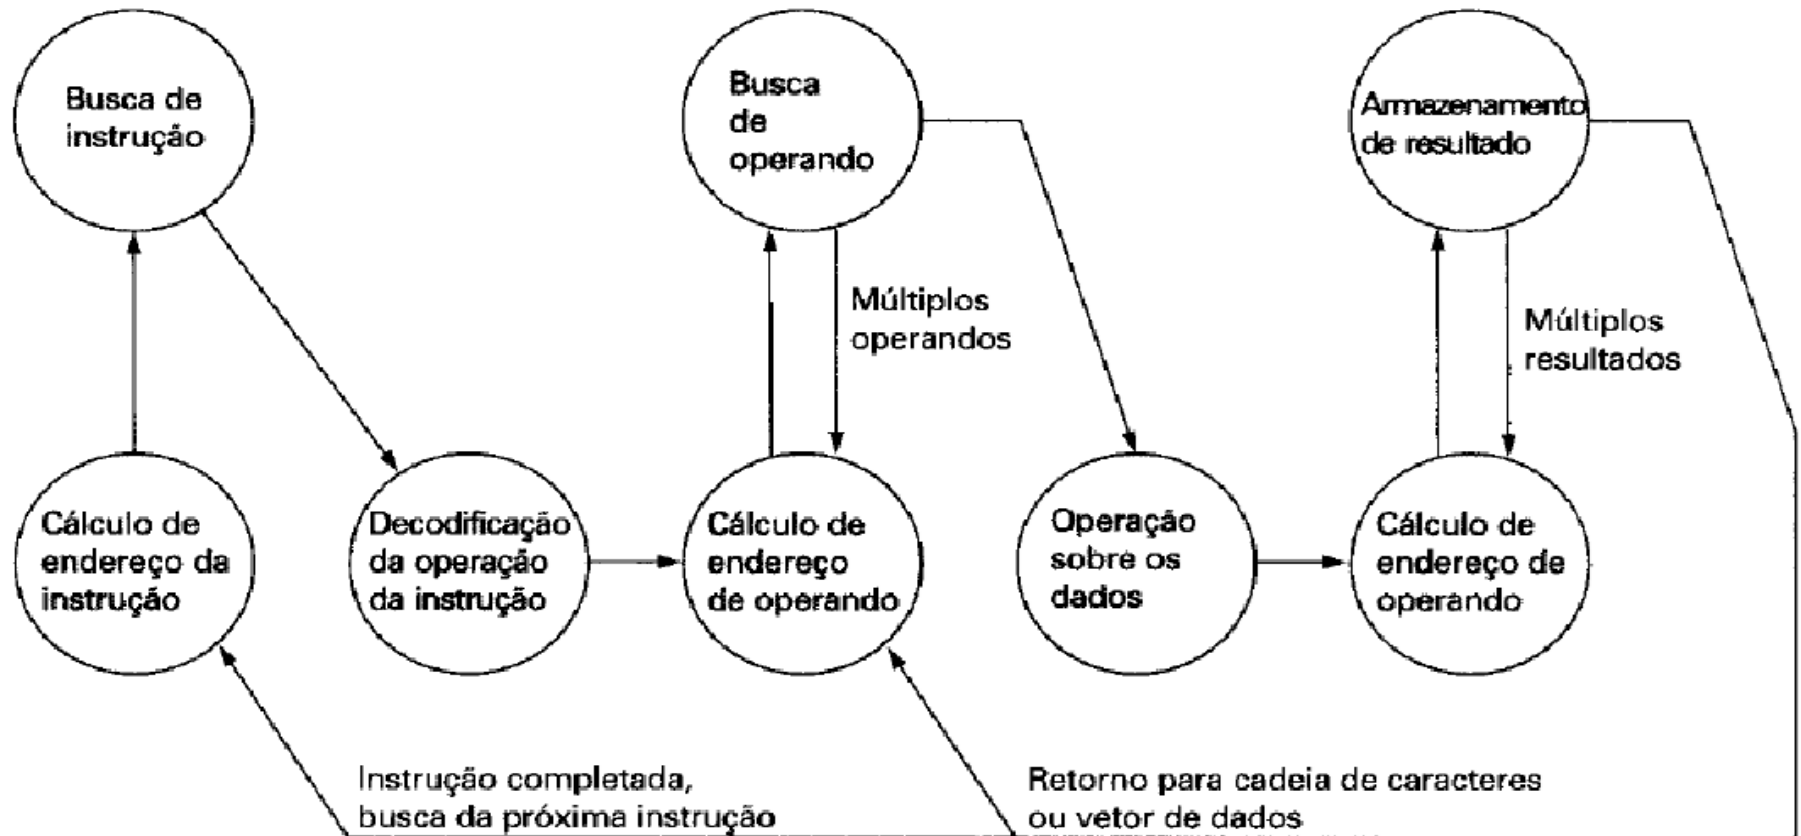 Busca de
instrução
Busca
de
operando
Armazenamento
de resultado
Múltiplos
operandos
Múltiplos
resultados
Cálculo de
endereço da
instrução
Decodificação
da operação
da instrução
Cálculo de
endereço
de operando
Operação
sobre os
dados
Cálculo de
endereço de
operando
Instrução completada,
busca da próxima instrução
Retorno para cadeia de caracteres
ou vetor de dados